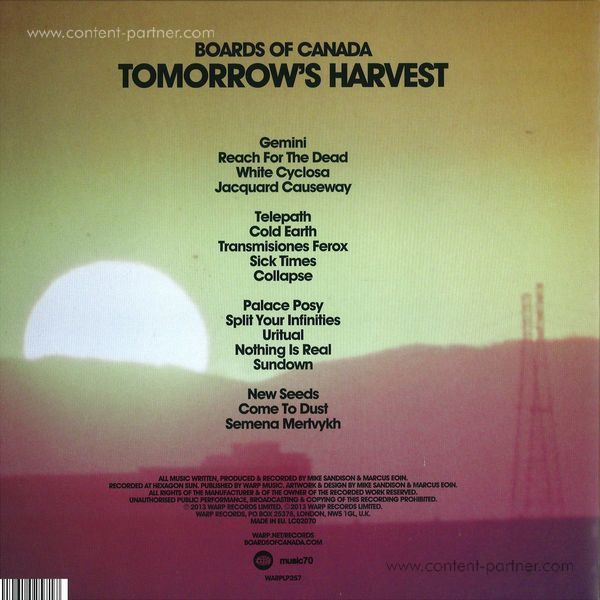 www.content-partner.com
BOARDS OF CANADA
TOMORROW'S HARVEST
Gemini
Reach For The Dead
White Cyclosa
Jacquard Causeway
Telepath
Cold Earth
Transmisiones Ferox
Sick Times
Collapse
Palace Posy
Split Your Infinities
Uritual
Nothing Is Real
Sundown
New Seeds
Come To Dust
Semena Mertvykh
ALL MUSIC WRITTEN, PRODUCED & RECORDED BY MIKE SANDISON & MARCUS EOIN.
RECORDED AT HEXAGON SUN. PUBLISHED BY WARP MUSIC. ARTWORK & DESIGN BY MIKE SANDISON & MARCUS EOIN.
ALL RIGHTS OF THE MANUFACTURER & OF THE OWNER OF THE RECORDED WORK RESERVED.
UNAUTHORISED PUBLIC PERFORMANCE, BROADCASTING & COPYING OF THIS RECORDING PROHIBITED.
℗ 2013 WARP RECORDS LIMITED. © 2013 WARP RECORDS LIMITED.
WARP RECORDS, PO BOX 25378, LONDON, NW5 1GL, U.K.
MADE IN EU. LC02070
WARP.NET/RECORDS
BOARDSOFCANADA.COM
music70
WARPLP257
www.content-partner.com